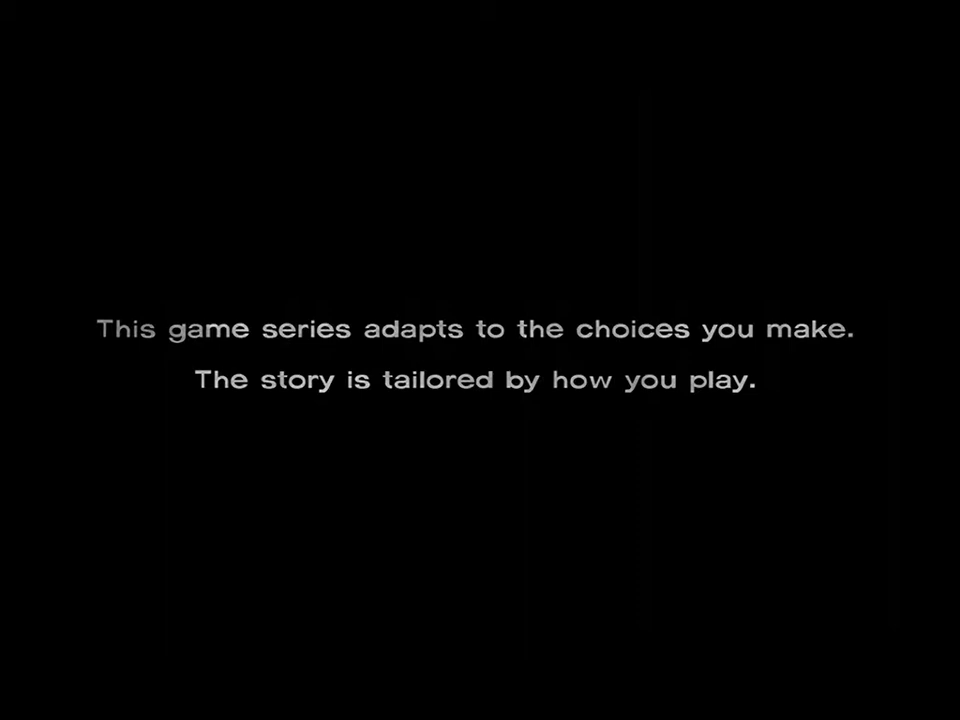 This game series adapts to the choices you make.
The story is tailored by how you play.